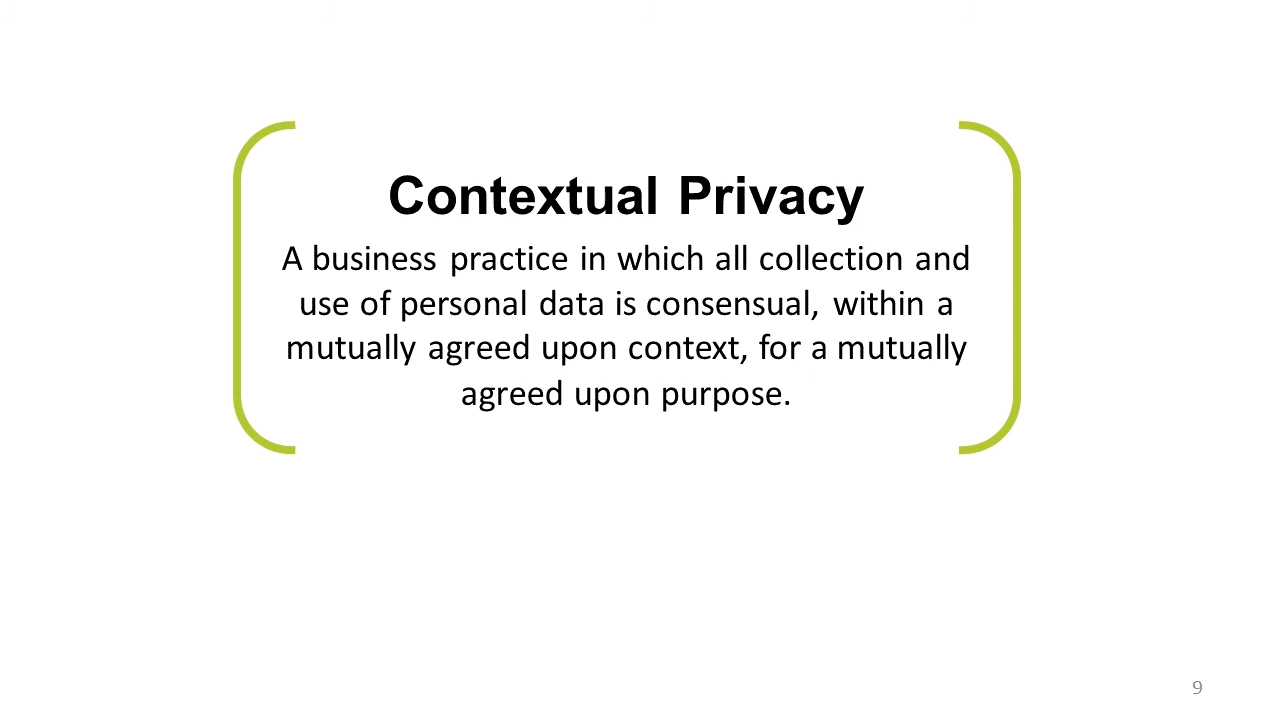 Contextual Privacy
A business practice in which all collection and
use of personal data is consensual, within a
mutually agreed upon context, for a mutually
agreed upon purpose.
9